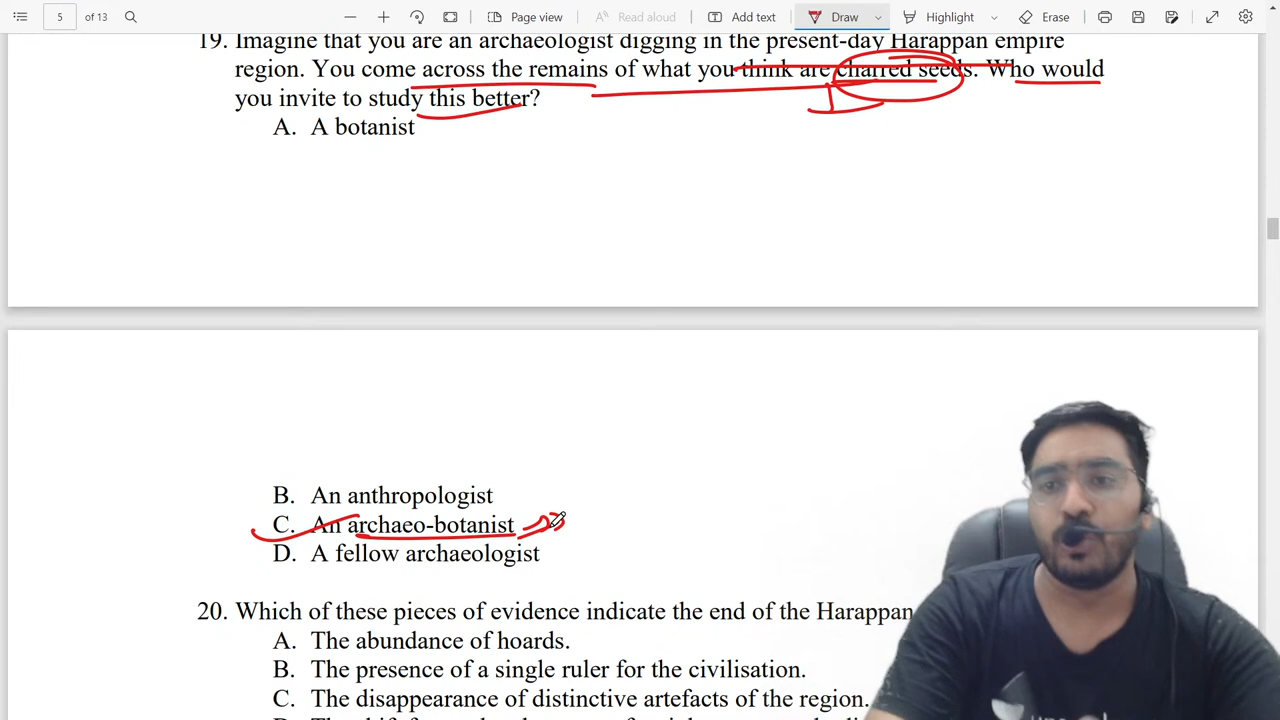 5 of 13 Page view Read aloud Add text Draw Highlight Erase
19. Imagine that you are an archaeologist digging in the present-day Harappan empire
region. You come across the remains of what you think are charred seeds. Who would
you invite to study this better?
A. A botanist
B. An anthropologist
C. An archaeo-botanist
D. A fellow archaeologist
20. Which of these pieces of evidence indicate the end of the Harappan
A. The abundance of hoards.
B. The presence of a single ruler for the civilisation.
C. The disappearance of distinctive artefacts of the region.